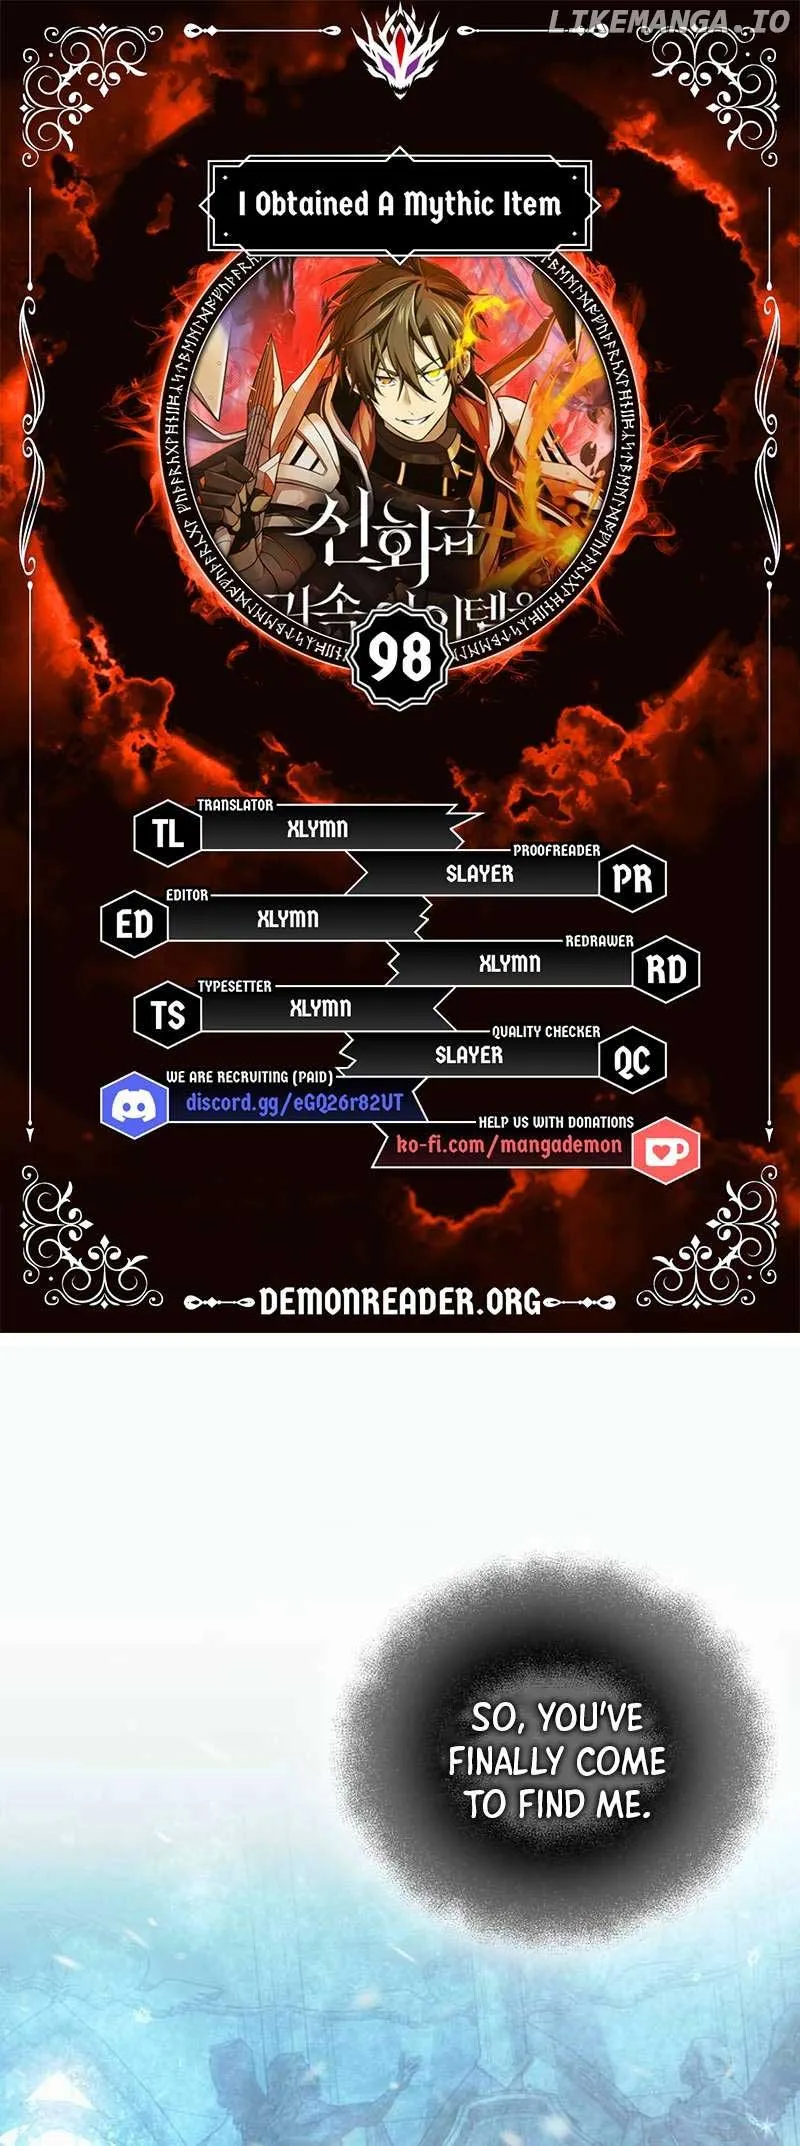 LIKEMANGA.IO
I Obtained A Mythic Item
신화급
귀속 아이템을
98
TRANSLATOR
TL
XLYMN
PROOFREADER
SLAYER
PR
EDITOR
ED
XLYMN
REDRAWER
XLYMN
RD
TYPESETTER
TS
XLYMN
QUALITY CHECKER
SLAYER
QC
WE ARE RECRUITING (PAID)
discord.gg/eGQ26r82UT
HELP US WITH DONATIONS
ko-fi.com/mangademon
DEMONREADER.ORG
SO, YOU'VE
FINALLY COME
TO FIND ME.